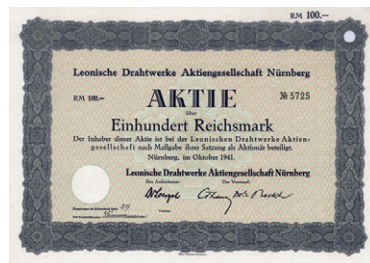 RM 100.—
Leonische Drahtwerke Aktiengesellschaft Nürnberg
RM 100.—
AKTIE
№ 5725
über
Einhundert Reichsmark
Der Inhaber dieser Aktie ist bei der Leonischen Drahtwerke Aktien-
gesellschaft nach Maßgabe ihrer Satzung als Aktionär beteiligt.
Nürnberg, im Oktober 1941.
Leonische Drahtwerke Aktiengesellschaft Nürnberg
Der Aufsichtsrat: Der Vorstand: